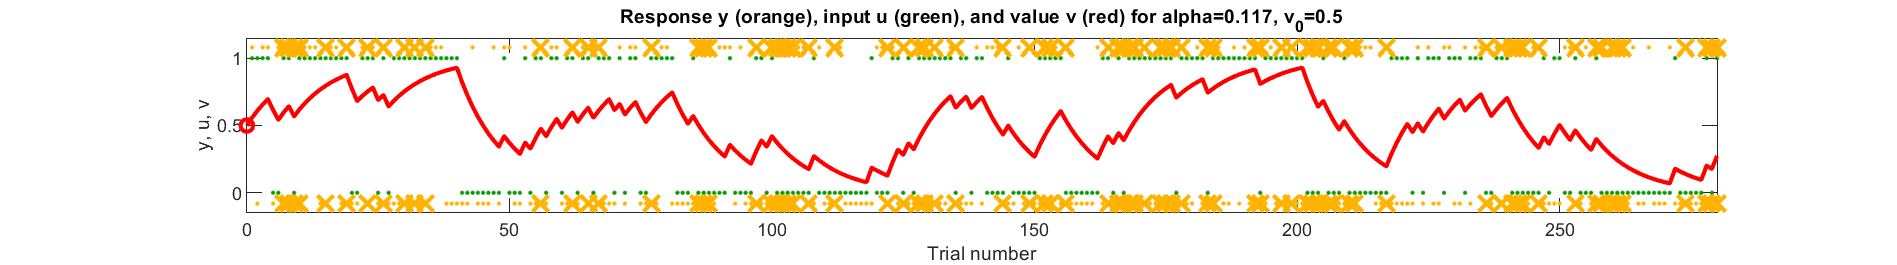 Response y (orange), input u (green), and value v (red) for alpha=0.117, v_0=0.5
y, u, v
1
0.5
0
0 50 100 150 200 250
Trial number